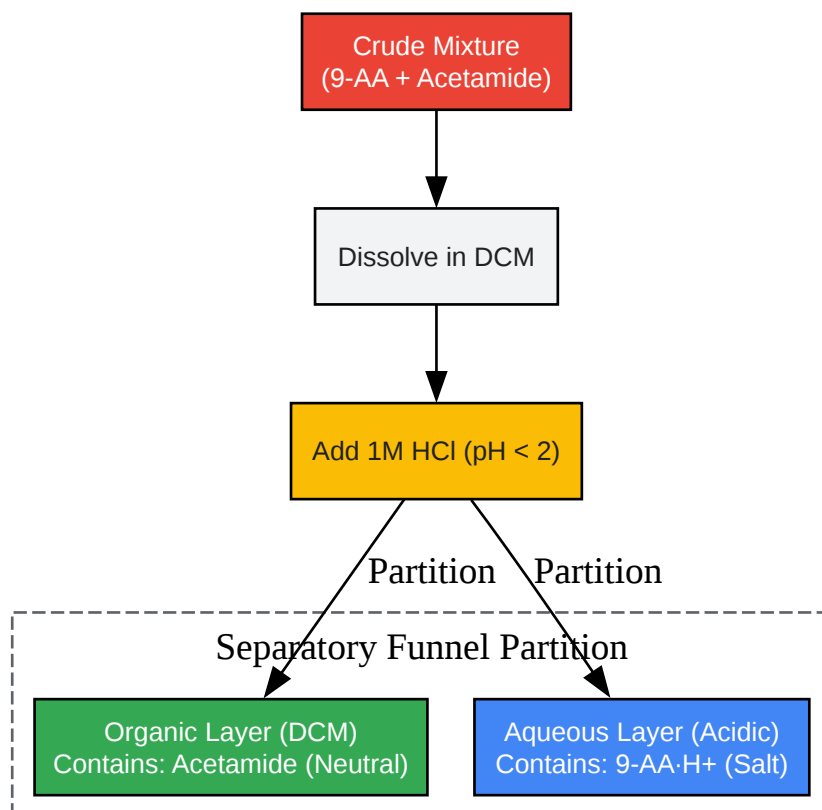 Crude Mixture
(9-AA + Acetamide)
Dissolve in DCM
Add 1M HCl (pH < 2)
Partition
Partition
Separatory Funnel Partition
Organic Layer (DCM)
Contains: Acetamide (Neutral)
Aqueous Layer (Acidic)
Contains: 9-AA·H+ (Salt)